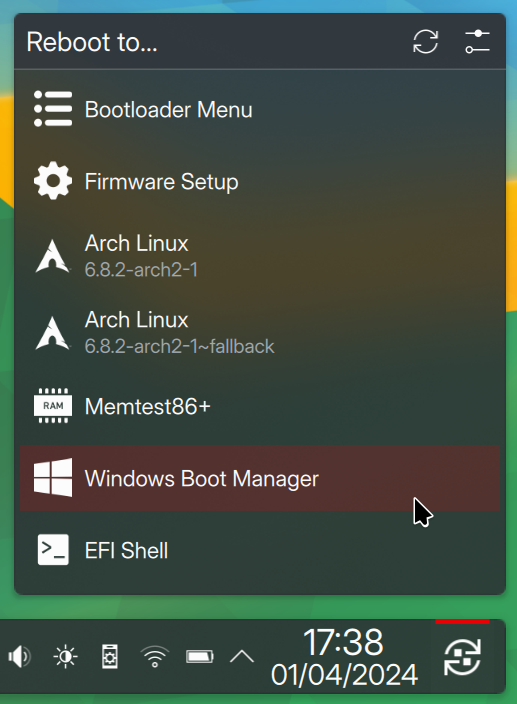 Reboot to...
Bootloader Menu
Firmware Setup
Arch Linux
6.8.2-arch2-1
Arch Linux
6.8.2-arch2-1~fallback
RAM
Memtest86+
Windows Boot Manager
>_
EFI Shell
17:38
01/04/2024